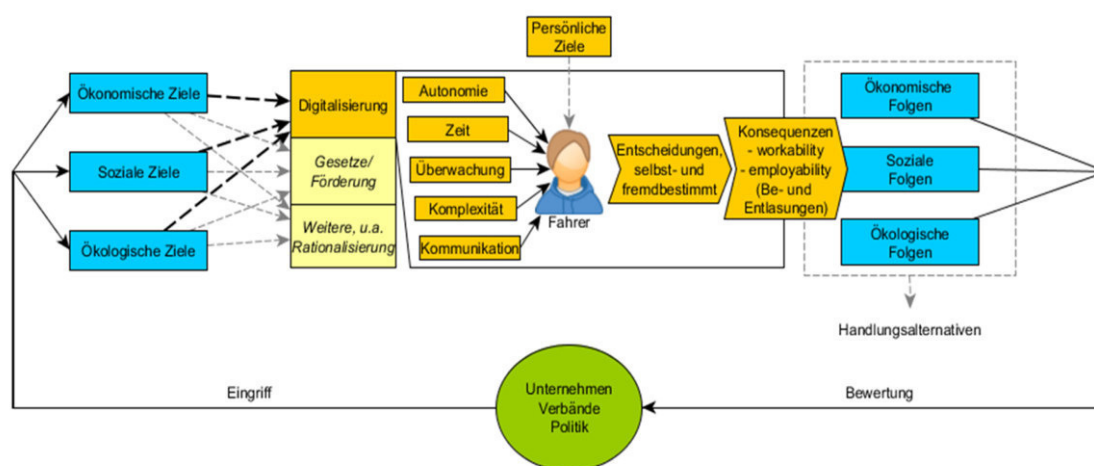 Persönliche
Ziele
Ökonomische Ziele
Soziale Ziele
Ökologische Ziele
Digitalisierung
Gesetze/
Förderung
Weitere, u.a.
Rationalisierung
Autonomie
Zeit
Überwachung
Komplexität
Kommunikation
Fahrer
Entscheidungen,
selbst- und
fremdbestimmt
Konsequenzen
- workability
- employability
(Be- und
Entlasungen)
Ökonomische
Folgen
Soziale
Folgen
Ökologische
Folgen
Handlungsalternativen
Eingriff
Unternehmen
Verbände
Politik
Bewertung